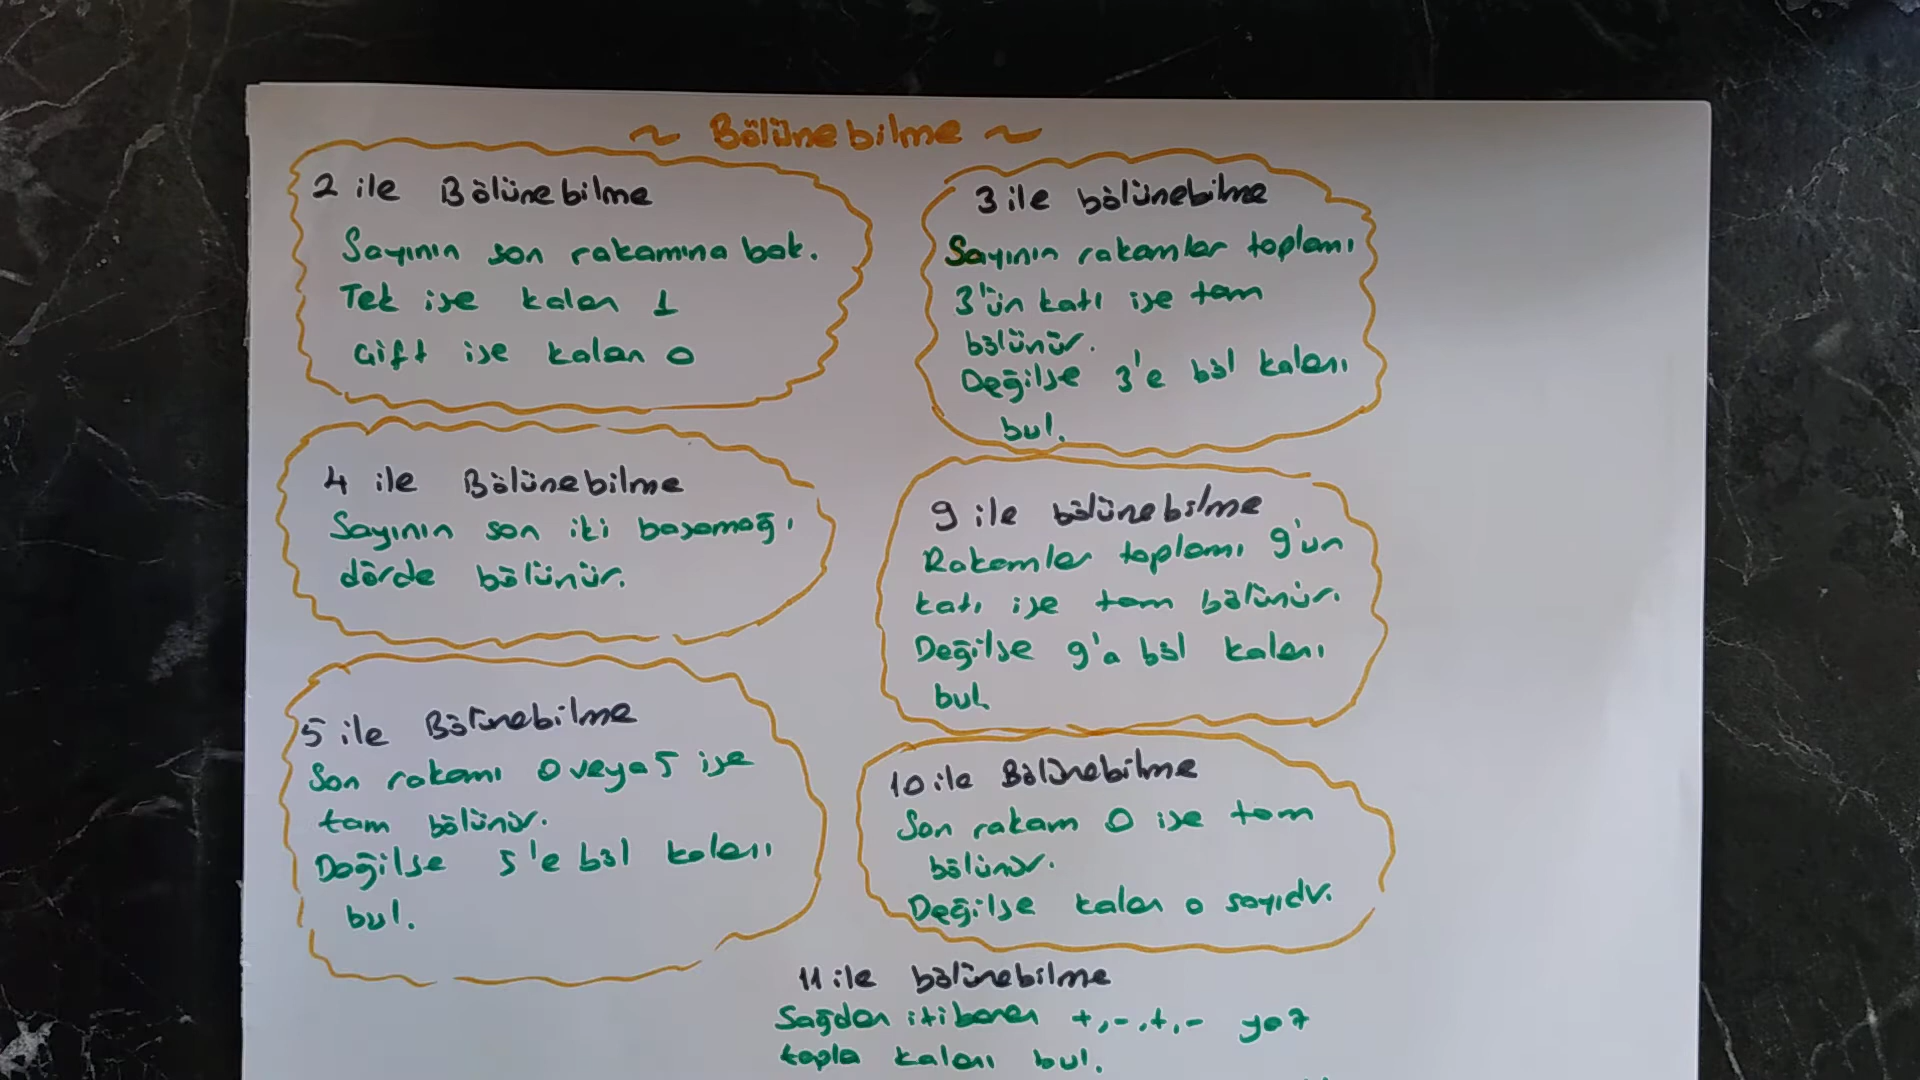 ~ Bölünebilme ~
2 ile Bölünebilme
Sayının son rakamına bak.
Tek ise kalan 1
Çift ise kalan 0
3 ile bölünebilme
Sayının rakamlar toplamı
3'ün katı ise tam
bölünür.
Değilse 3'e böl kalanı
bul.
4 ile Bölünebilme
Sayının son iki basamağı
dörde bölünür.
9 ile bölünebilme
Rakamlar toplamı 9'un
katı ise tam bölünür.
Değilse 9'a böl kalanı
bul.
5 ile Bölünebilme
Son rakamı 0 veya 5 ise
tam bölünür.
Değilse 5'e böl kalanı
bul.
10 ile Bölünebilme
Son rakam 0 ise tam
bölünür.
Değilse kalan o sayıdır.
11 ile bölünebilme
Sağdan itibaren +,-,+,- yaz
topla kalanı bul.